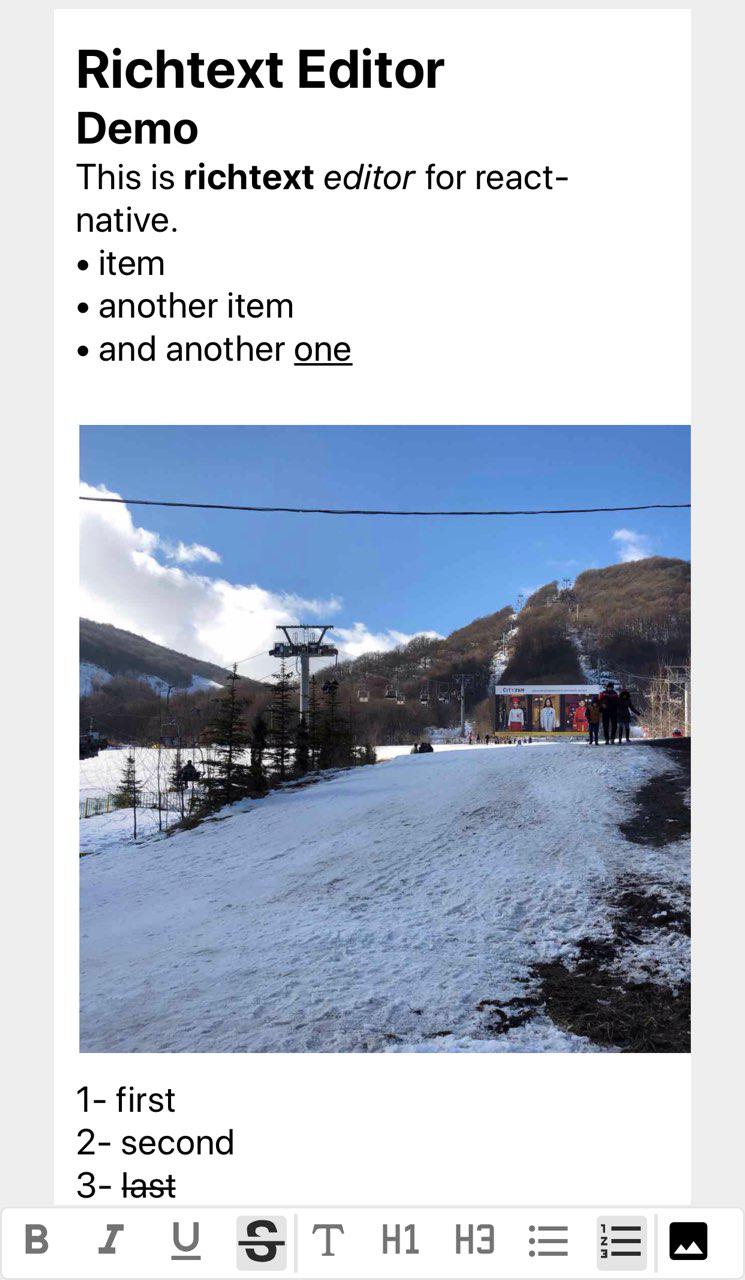 Richtext Editor
Demo
This is richtext editor for react-
native.
• item
• another item
• and another one
CITYZEN
1- first
2- second
3- last
B I U S T H1 H3